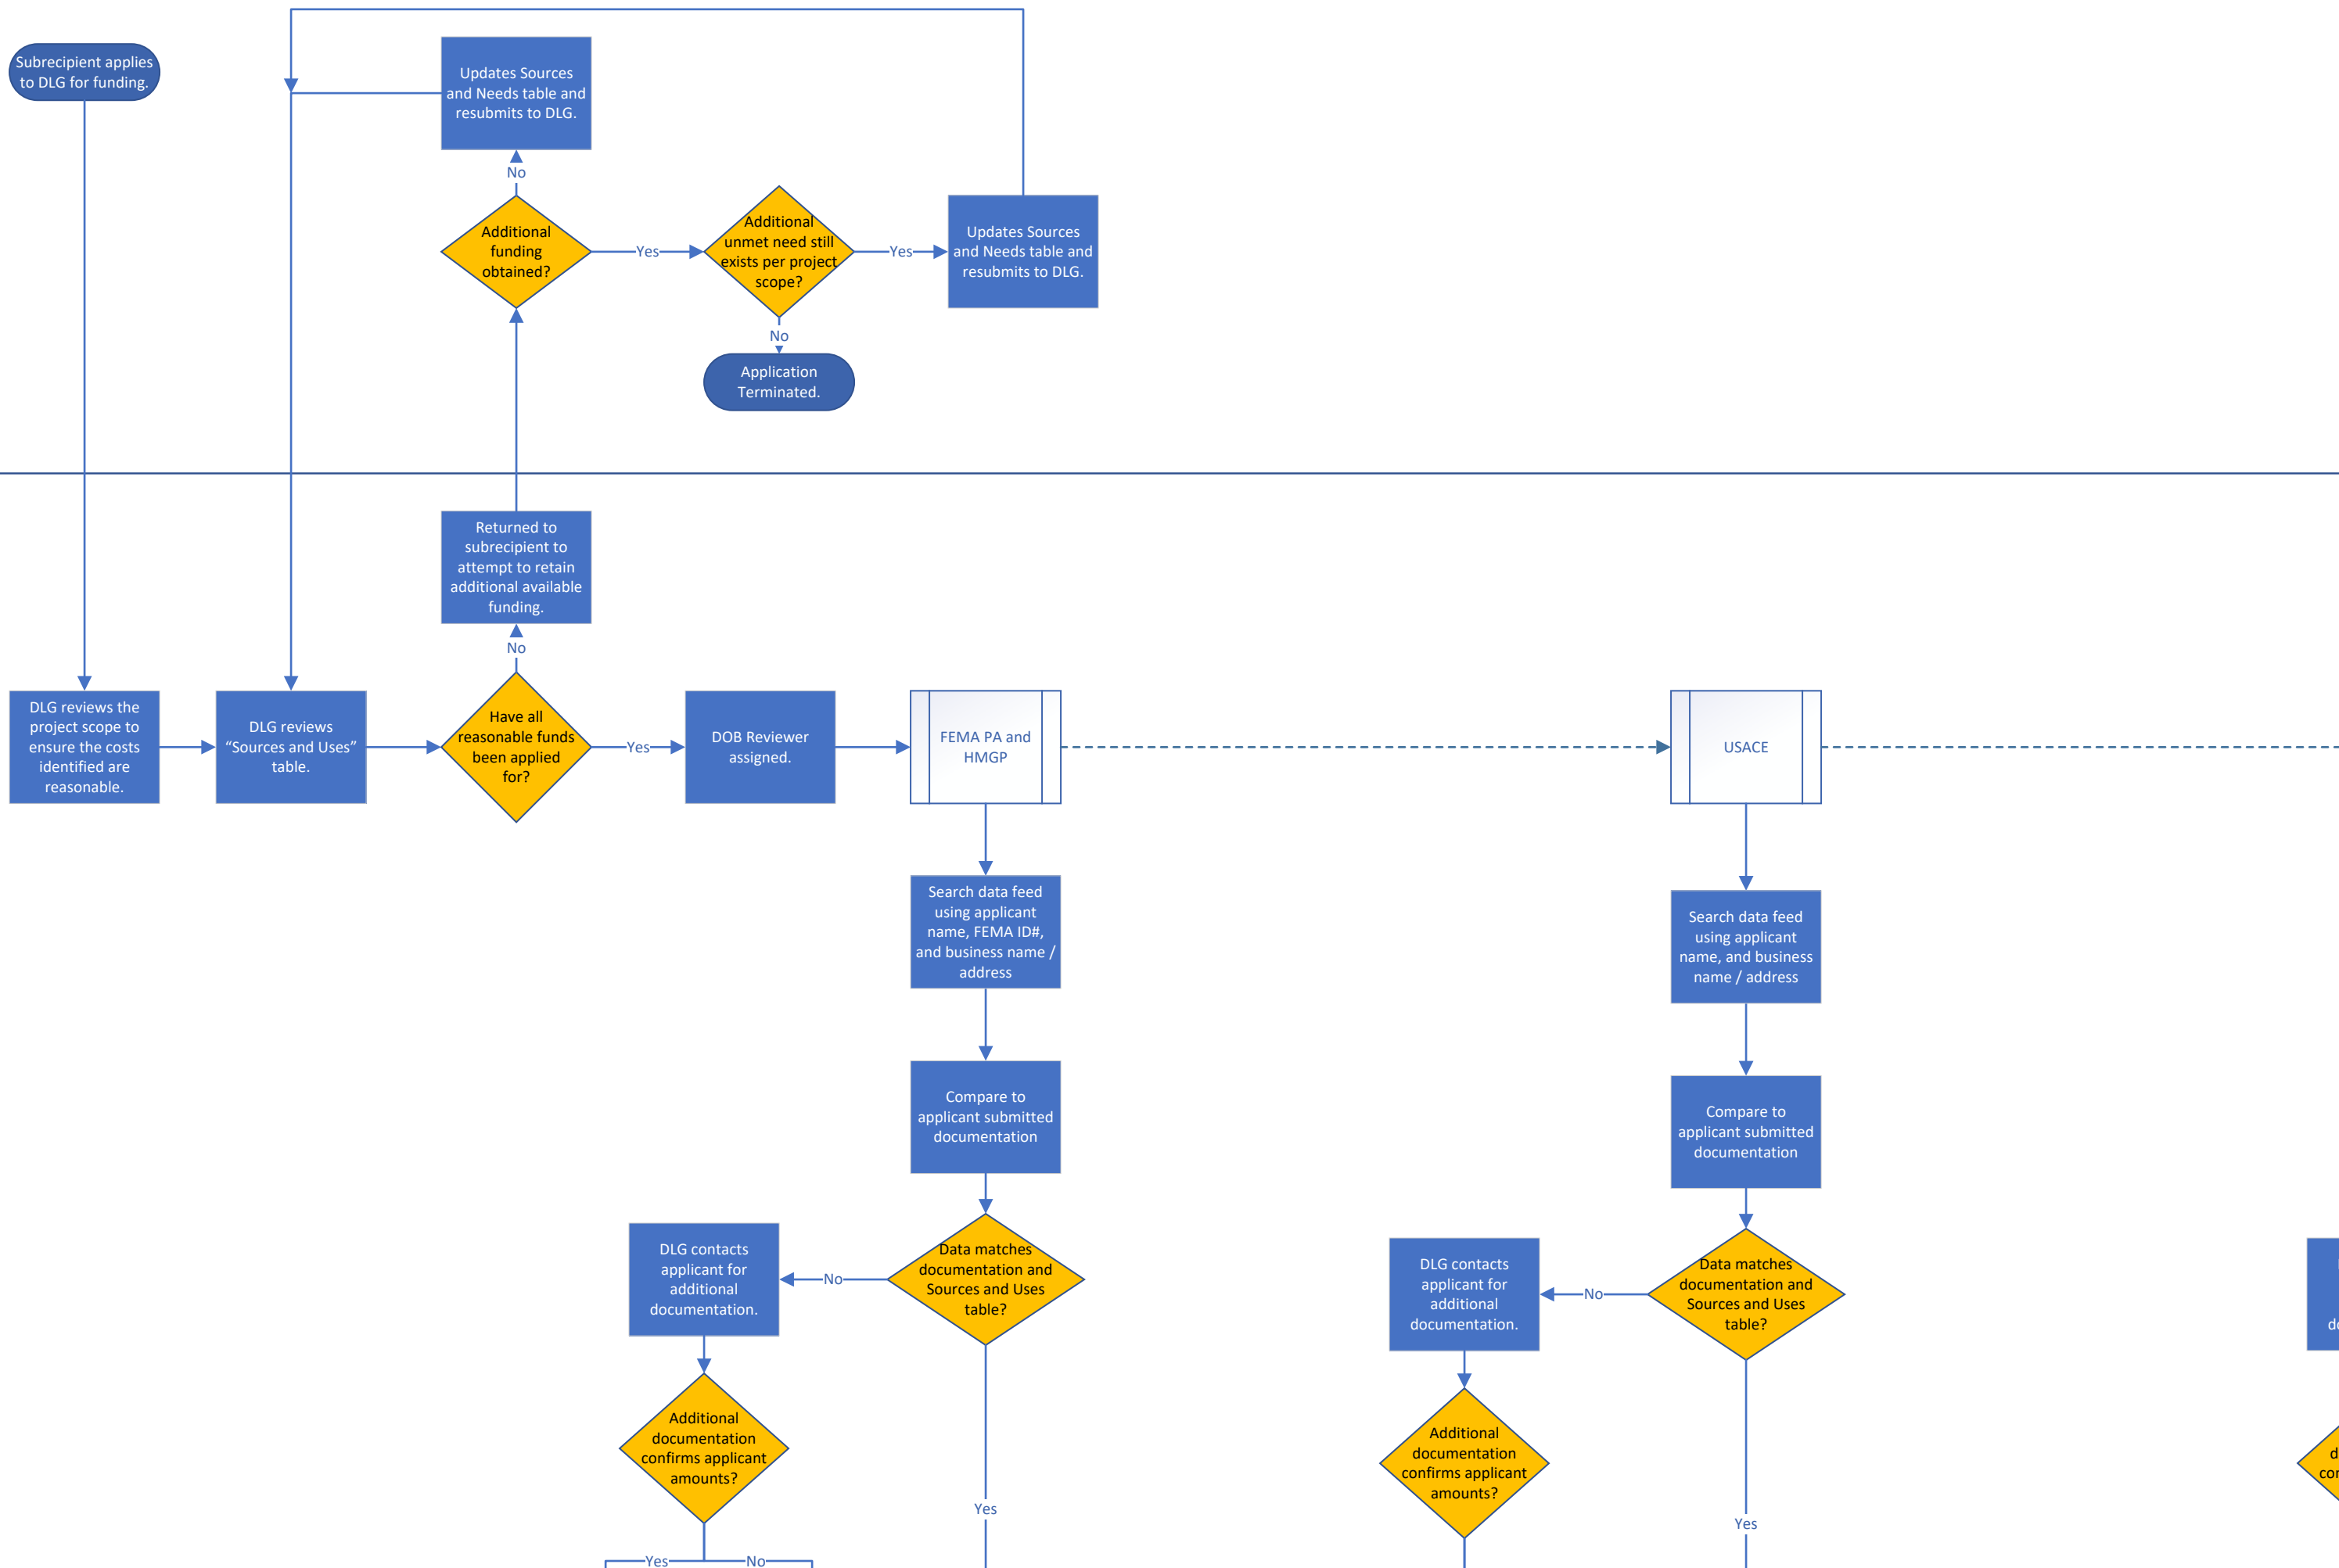 Subrecipient applies
to DLG for funding.
Updates Sources
and Needs table and
resubmits to DLG.
No
Additional
funding
obtained?
Yes
Additional
unmet need still
exists per project
scope?
Yes
Updates Sources
and Needs table and
resubmits to DLG.
No
Application
Terminated.
Returned to
subrecipient to
attempt to retain
additional available
funding.
No
DLG reviews the
project scope to
ensure the costs
identified are
reasonable.
DLG reviews
“Sources and Uses”
table.
Have all
reasonable funds
been applied
for?
Yes
DOB Reviewer
assigned.
FEMA PA and
HMGP
USACE
Search data feed
using applicant
name, FEMA ID#,
and business name /
address
Search data feed
using applicant
name, and business
name / address
Compare to
applicant submitted
documentation
Compare to
applicant submitted
documentation
DLG contacts
applicant for
additional
documentation.
No
Data matches
documentation and
Sources and Uses
table?
DLG contacts
applicant for
additional
documentation.
No
Data matches
documentation and
Sources and Uses
table?
Additional
documentation
confirms applicant
amounts?
Yes
Additional
documentation
confirms applicant
amounts?
Yes
Yes
No